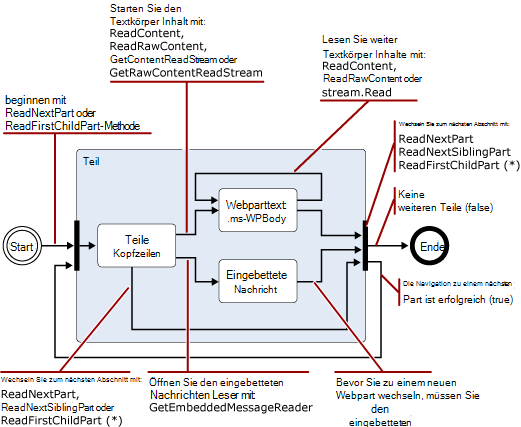 Starten Sie den
Textkörper Inhalt mit:
ReadContent,
ReadRawContent,
GetContentReadStream oder
GetRawContentReadStream
Lesen Sie weiter
Textkörper Inhalte mit:
ReadContent,
ReadRawContent oder
stream.Read
beginnen mit
ReadNextPart oder
ReadFirstChildPart-Methode
Wechseln Sie zum nächsten Abschnitt mit:
ReadNextPart
ReadNextSiblingPart
ReadFirstChildPart (*)
Teil
Webparttext
.ms-WPBody
Keine
weiteren Teile (false)
Start
Teile
Kopfzeilen
Ende
Eingebettete
Nachricht
Die Navigation zu einem nächsten
Part ist erfolgreich (true)
Wechseln Sie zum nächsten Abschnitt mit:
ReadNextPart,
ReadNextSiblingPart oder
ReadFirstChildPart (*)
Öffnen Sie den eingebetteten
Nachrichten Leser mit:
GetEmbeddedMessageReader
Bevor Sie zu einem neuen
Webpart wechseln, müssen Sie
den
eingebetteten